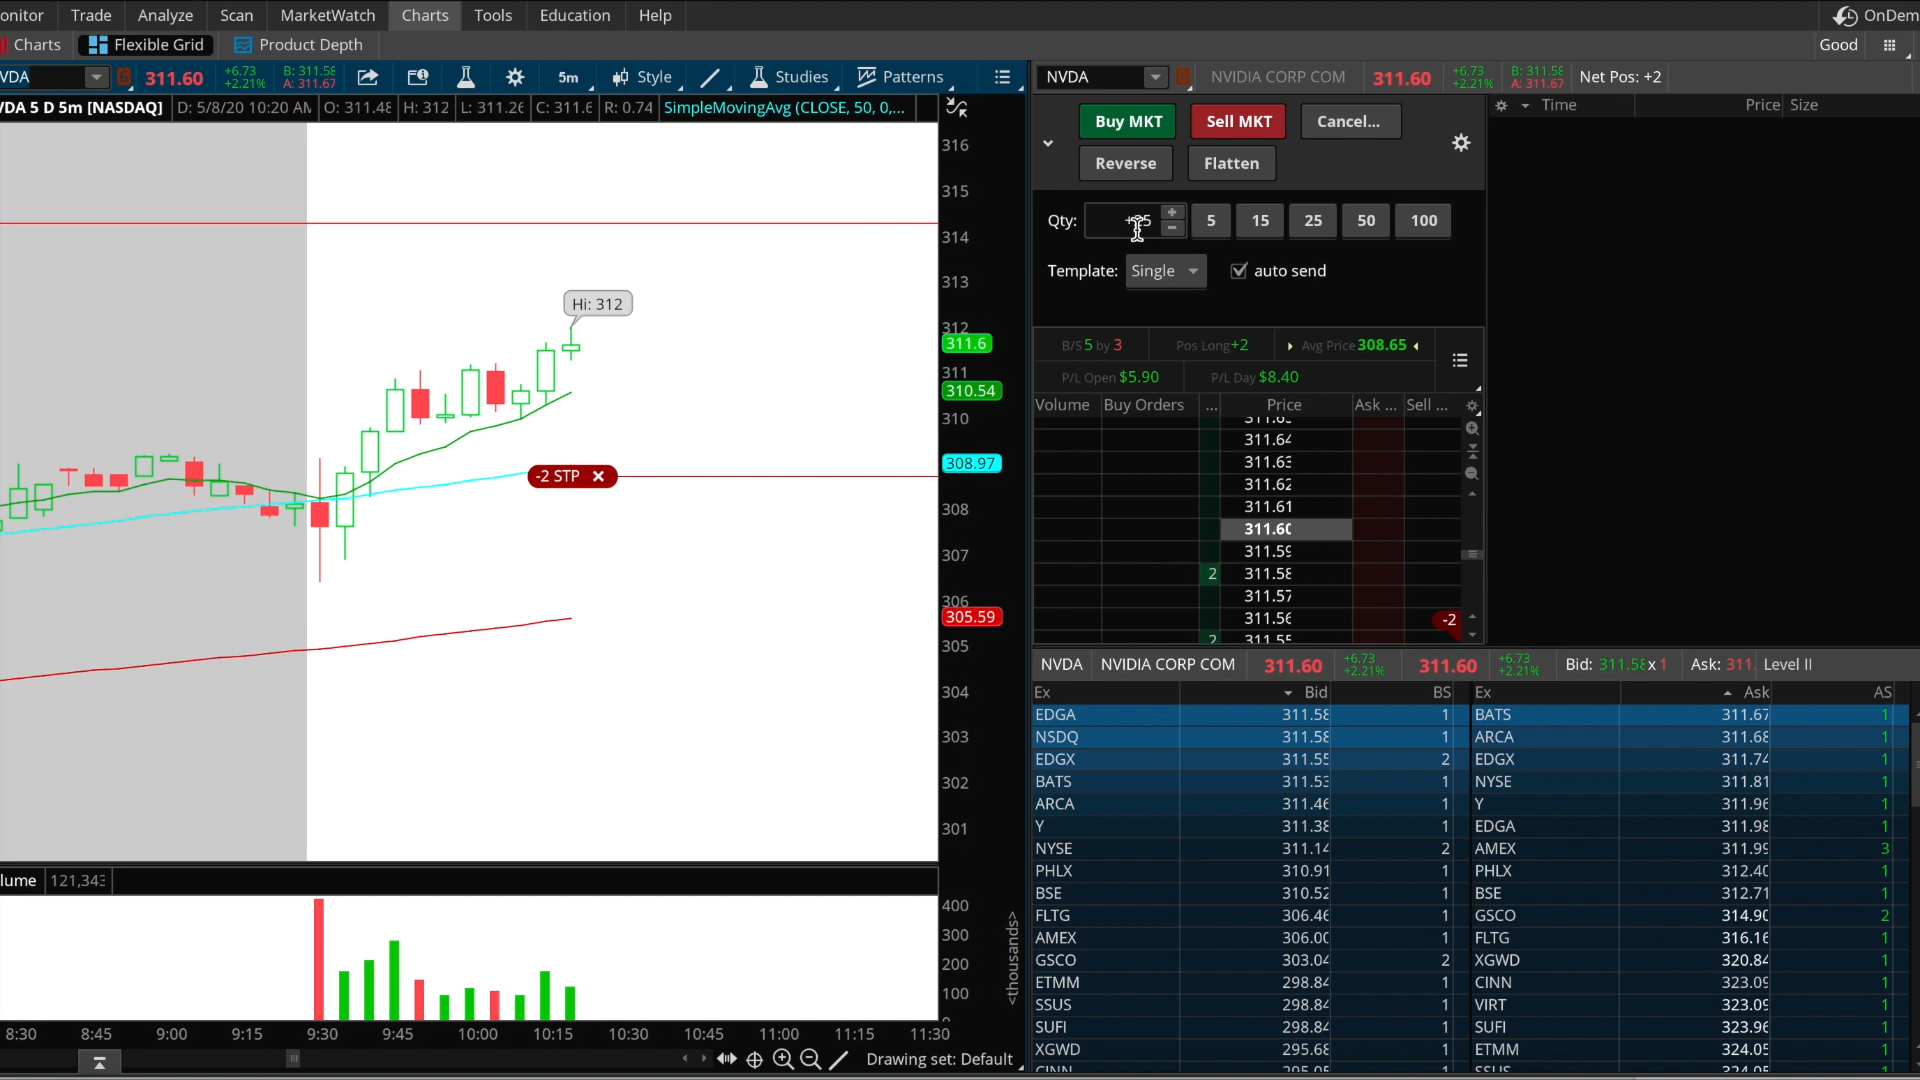 onitor Trade Analyze Scan MarketWatch Charts Tools Education Help OnDem
Charts Flexible Grid Product Depth Good
VDA 311.60 +6.73 +2.21% B: 311.58 A: 311.67 5m Style Studies Patterns
VDA 5 D 5m [NASDAQ] D: 5/8/20 10:20 AM O: 311.48 H: 312 L: 311.26 C: 311.6 R: 0.74 SimpleMovingAvg (CLOSE, 50, 0,...
316
315
314
313
Hi: 312
312
311.6
311
310.54
310
308.97
-2 STP
308
307
306
305.59
305
304
303
302
301
lume 121,343
400
300
200
100
0
<thousands>
8:30 8:45 9:00 9:15 9:30 9:45 10:00 10:15 10:30 10:45 11:00 11:15 11:30
Drawing set: Default
NVDA NVIDIA CORP COM 311.60 +6.73 +2.21% B: 311.58 A: 311.67 Net Pos: +2
Buy MKT Sell MKT Cancel...
Reverse Flatten
Qty: 5 15 25 50 100
Template: Single auto send
B/S 5 by 3 Pos Long +2 Avg Price 308.65
P/L Open $5.90 P/L Day $8.40
Volume Buy Orders ... Price Ask ... Sell ...
311.64
311.63
311.62
311.61
311.60
311.59
2 311.58
311.57
311.56 -2
2 311.55
Time Price Size
NVDA NVIDIA CORP COM 311.60 +6.73 +2.21% 311.60 +6.73 +2.21% Bid: 311.58 x 1 Ask: 311. Level II
Ex Bid BS Ex Ask AS
EDGA 311.58 1 BATS 311.67 1
NSDQ 311.58 1 ARCA 311.68 1
EDGX 311.55 2 EDGX 311.74 1
BATS 311.53 1 NYSE 311.81 1
ARCA 311.46 1 Y 311.96 1
Y 311.38 1 EDGA 311.98 1
NYSE 311.14 2 AMEX 311.99 3
PHLX 310.91 1 PHLX 312.40 1
BSE 310.52 1 BSE 312.71 1
FLTG 306.46 1 GSCO 314.90 2
AMEX 306.00 1 FLTG 316.16 1
GSCO 303.04 2 XGWD 320.84 1
ETMM 298.84 1 CINN 323.09 1
SSUS 298.84 1 VIRT 323.09 1
SUFI 298.84 1 SUFI 323.96 1
XGWD 295.68 1 ETMM 324.05 1
CINN 1 SSUS 1